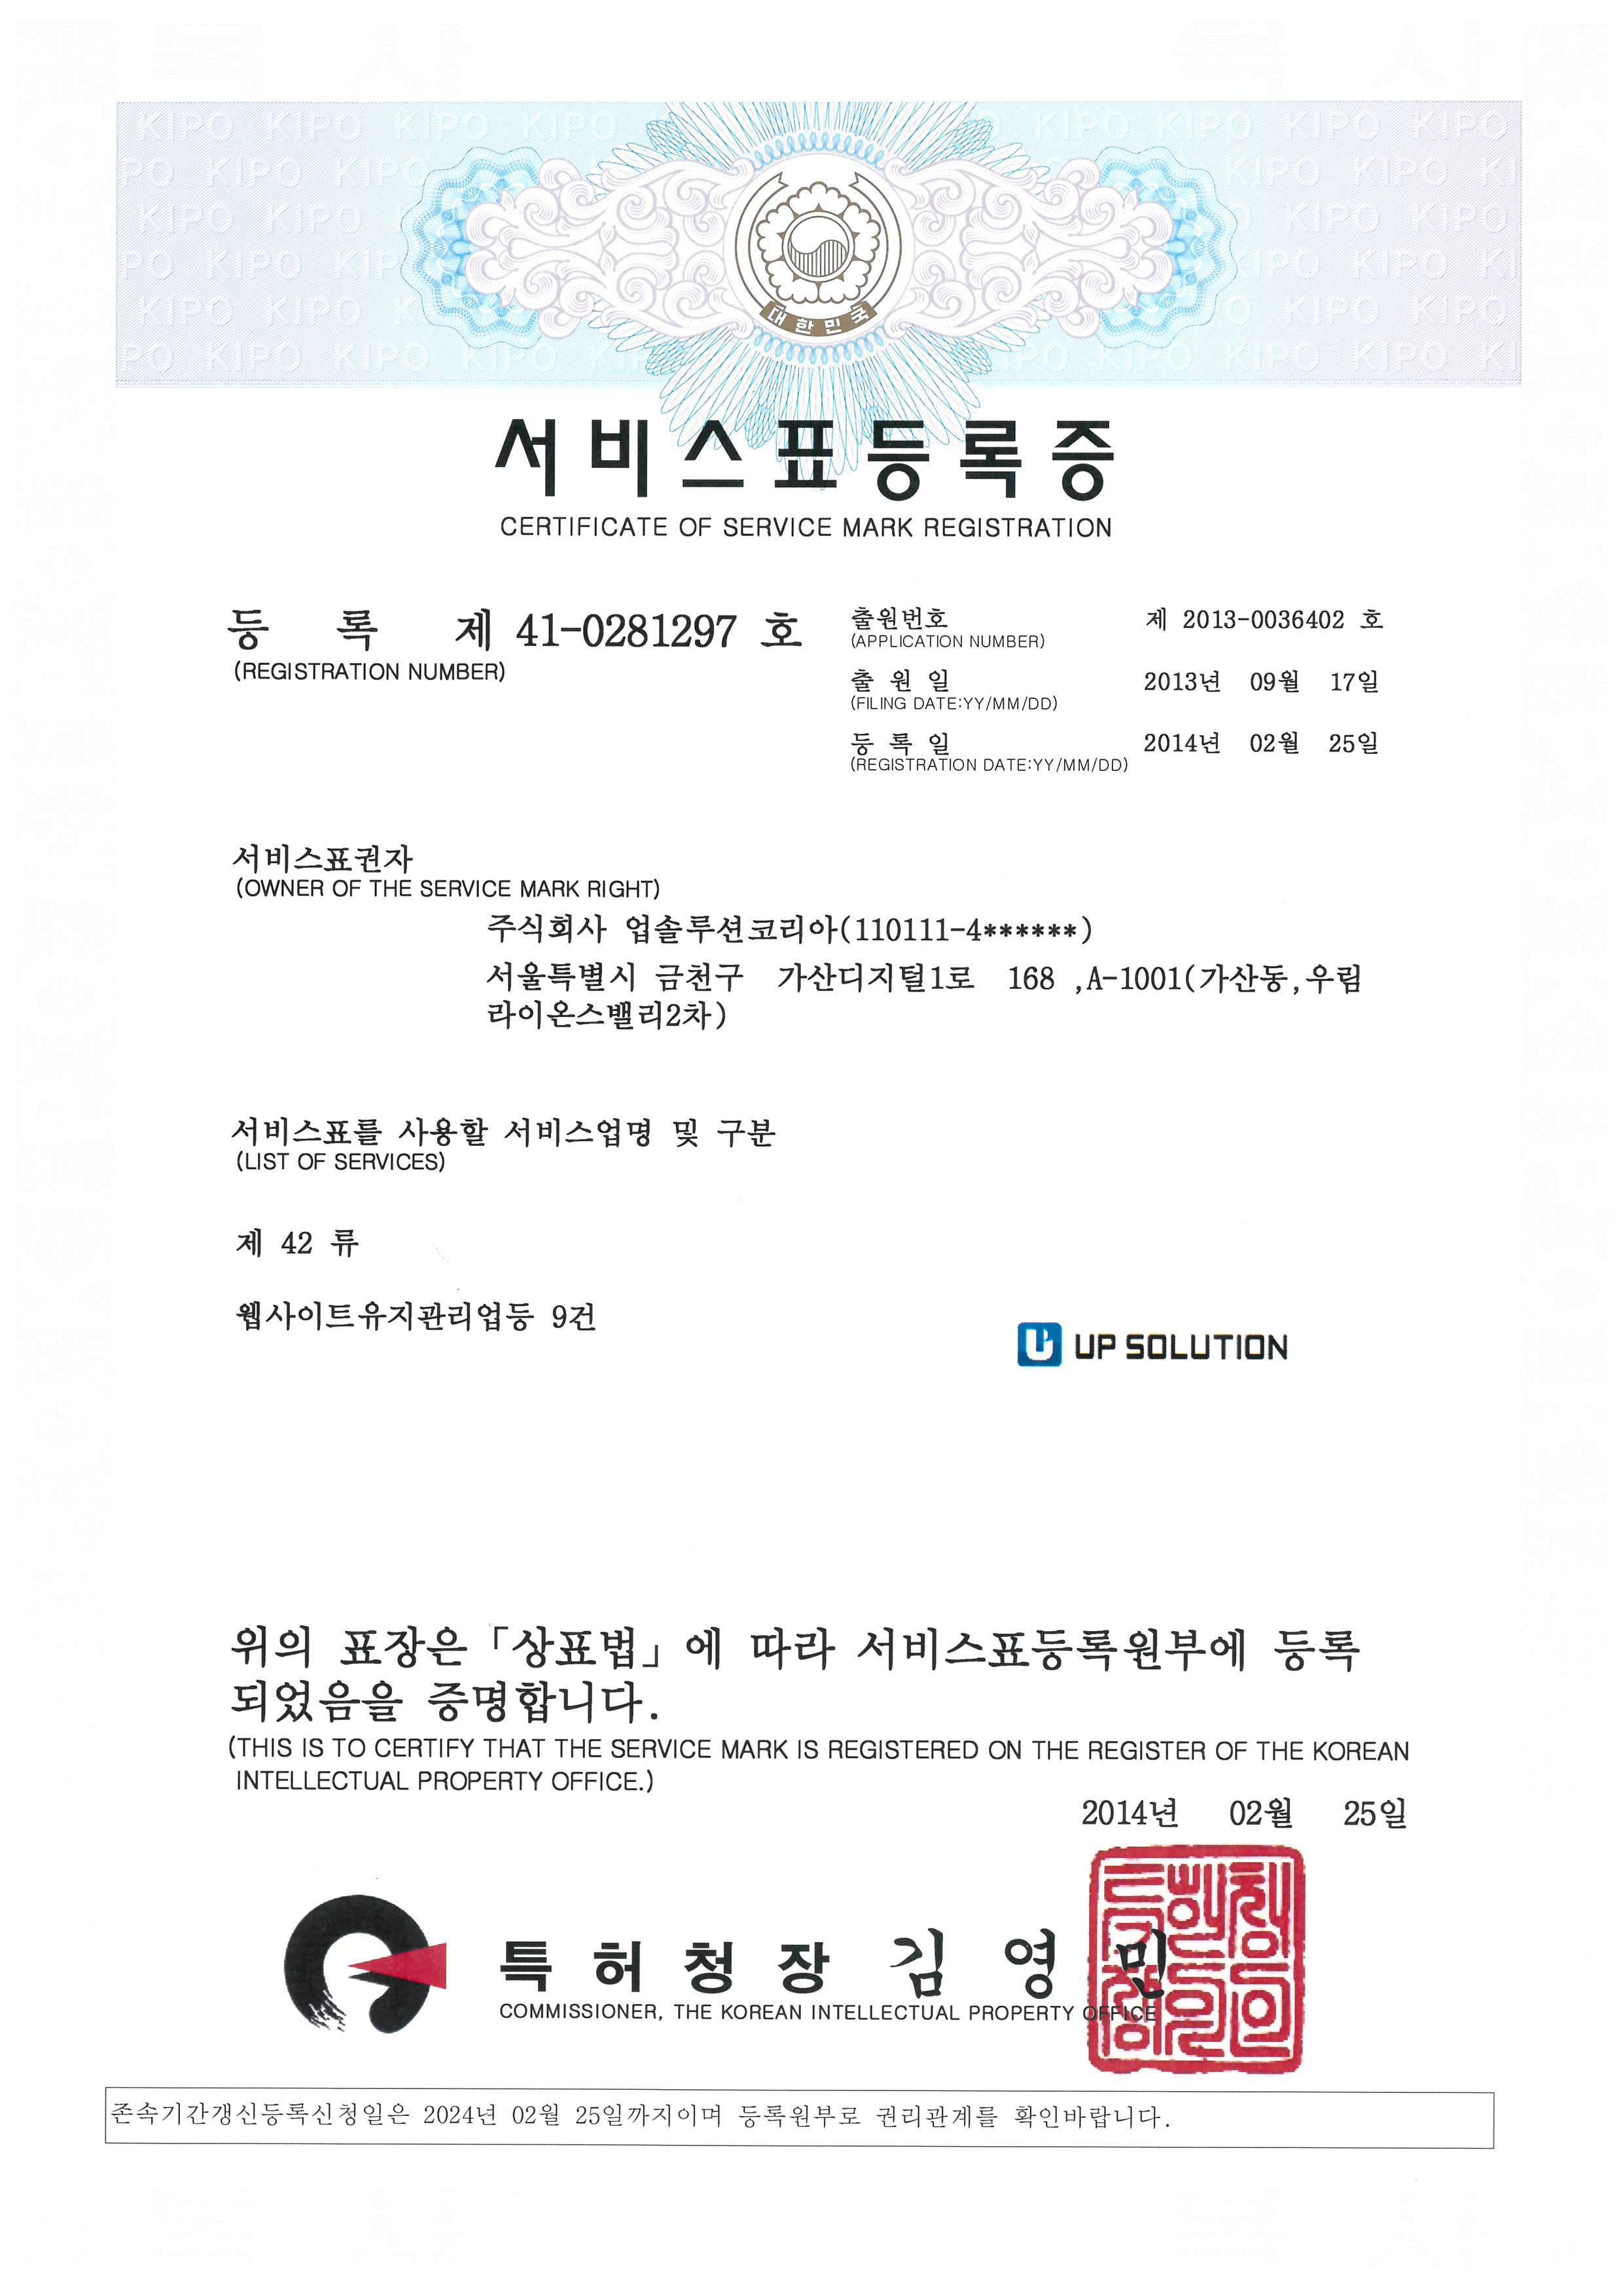 대한민국
서비스표등록증
CERTIFICATE OF SERVICE MARK REGISTRATION
등 록 제 41-0281297 호
(REGISTRATION NUMBER)
출원번호 제 2013-0036402 호
(APPLICATION NUMBER)
출 원 일 2013년 09월 17일
(FILING DATE:YY/MM/DD)
등 록 일 2014년 02월 25일
(REGISTRATION DATE:YY/MM/DD)
서비스표권자
(OWNER OF THE SERVICE MARK RIGHT)
주식회사 업솔루션코리아(110111-4******)
서울특별시 금천구 가산디지털1로 168 ,A-1001(가산동,우림
라이온스밸리2차)
서비스표를 사용할 서비스업명 및 구분
(LIST OF SERVICES)
제 42 류
웹사이트유지관리업등 9건
UP SOLUTION
위의 표장은「상표법」에 따라 서비스표등록원부에 등록
되었음을 증명합니다.
(THIS IS TO CERTIFY THAT THE SERVICE MARK IS REGISTERED ON THE REGISTER OF THE KOREAN
INTELLECTUAL PROPERTY OFFICE.)
2014년 02월 25일
특허청장 김영민
COMMISSIONER, THE KOREAN INTELLECTUAL PROPERTY OFFICE
존속기간갱신등록신청일은 2024년 02월 25일까지이며 등록원부로 권리관계를 확인바랍니다.